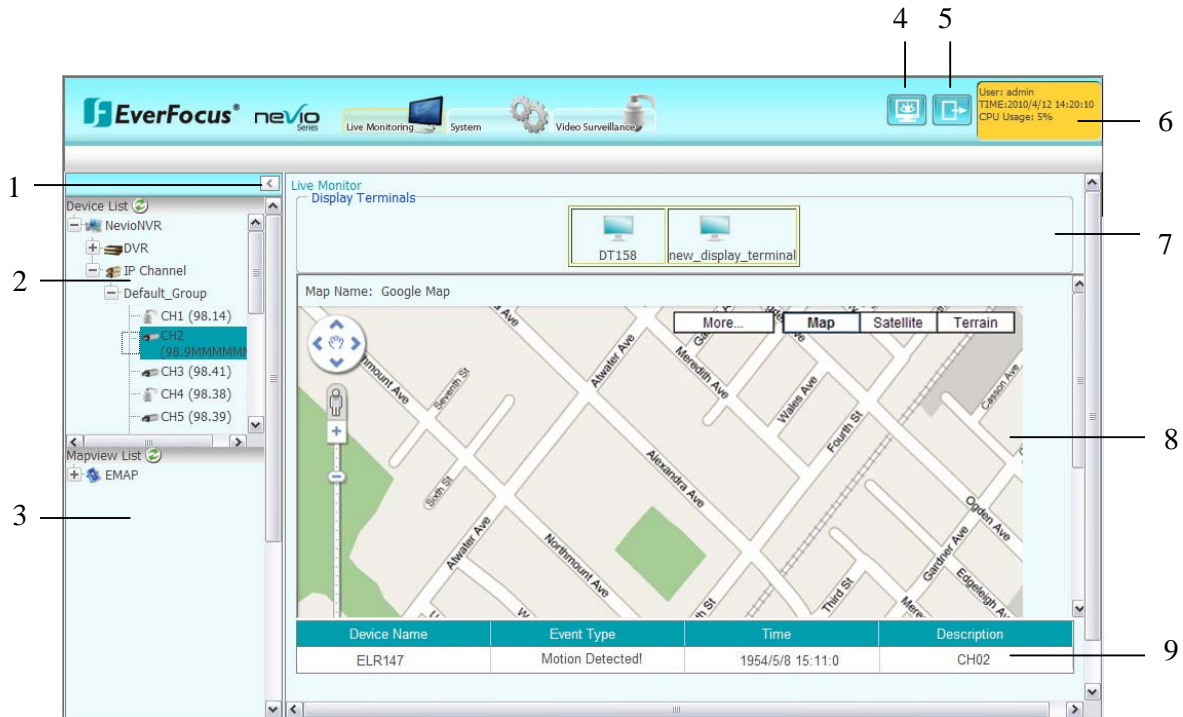 4 5
EverFocus® nevio Series
Live Monitoring
System
Video Surveillance
User: admin
TIME:2010/4/12 14:20:10
CPU Usage: 5%
6
1
Device List
NevioNVR
DVR
IP Channel
2
Default_Group
CH1 (98.14)
CH2
CH3 (98.41)
CH4 (98.38)
CH5 (98.39)
Mapview List
EMAP
3
Live Monitor
Display Terminals
DT158
new_display_terminal
7
Map Name: Google Map
More...
Map
Satellite
Terrain
Ave
Northmount Ave
Seventh St
Atwater Ave
Meredith Ave
Wales Ave
Casson Ave
Fourth St
Sixth St
Alexandra Ave
Ogden Ave
Atwater Ave
Northmount Ave
Gardner Ave
Third St
Edgeleigh Av
8
Device Name Event Type Time Description
ELR147 Motion Detected! 1954/5/8 15:11:0 CH02
9